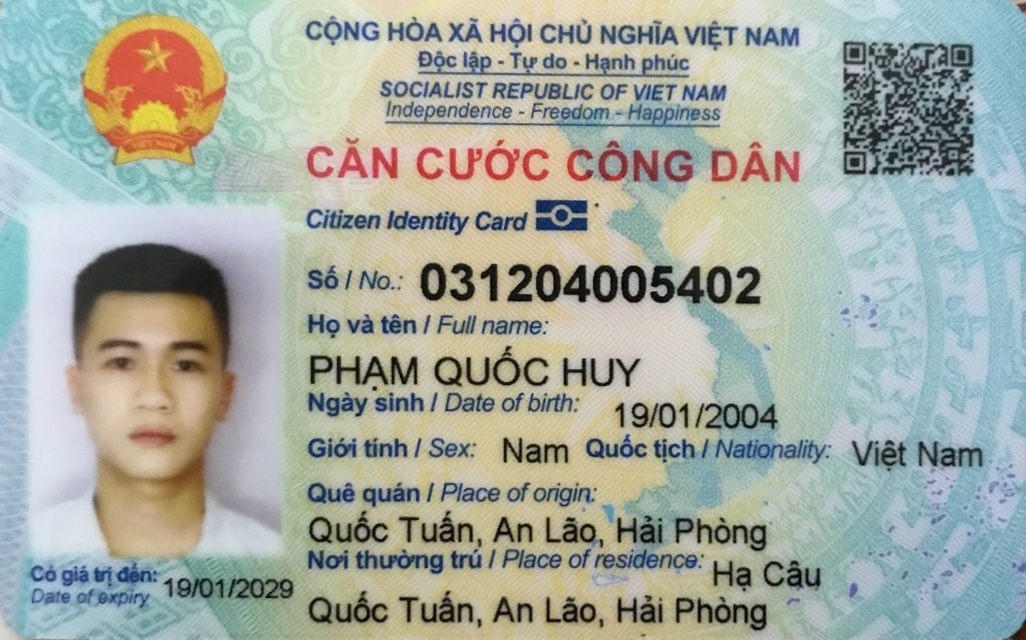 CỘNG HÒA XÃ HỘI CHỦ NGHĨA VIỆT NAM
Độc lập - Tự do - Hạnh phúc
SOCIALIST REPUBLIC OF VIET NAM
Independence - Freedom - Happiness
VIỆT NAM
CĂN CƯỚC CÔNG DÂN
Citizen Identity Card
Số / No.: 031204005402
Họ và tên / Full name:
PHẠM QUỐC HUY
Ngày sinh / Date of birth: 19/01/2004
Giới tính / Sex: Nam Quốc tịch / Nationality: Việt Nam
Quê quán / Place of origin:
Quốc Tuấn, An Lão, Hải Phòng
Nơi thường trú / Place of residence: Hạ Câu
Quốc Tuấn, An Lão, Hải Phòng
Có giá trị đến: 19/01/2029
Date of expiry